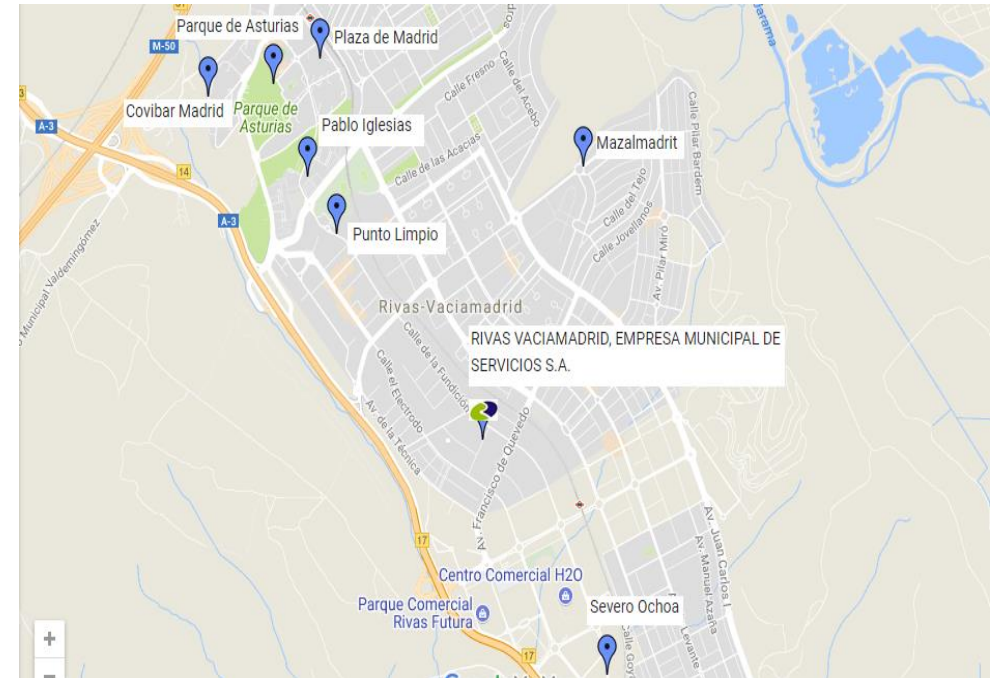 Parque de Asturias
Plaza de Madrid
M-50
Calle Fresno
Calle del Acebo
Covibar Madrid
Parque de
Asturias
Pablo Iglesias
A-3
Calle de las Acacias
Mazalmadrit
Calle Pilar Bardem
14
Calle del Tejo
Calle Jovellanos
A-3
Punto Limpio
Av. Pilar Miró
Municipal Valdemingómez
Rivas-Vaciamadrid
RIVAS VACIAMADRID, EMPRESA MUNICIPAL DE
SERVICIOS S.A.
Calle de la Fundición
Calle el Electrodo
Av. de la Técnica
Av. Francisco de Quevedo
17
Av. Juan Carlos I
Av. Manuel Azaña
Centro Comercial H2O
Parque Comercial
Rivas Futura
Severo Ochoa
Calle Goya
Levante
17
+